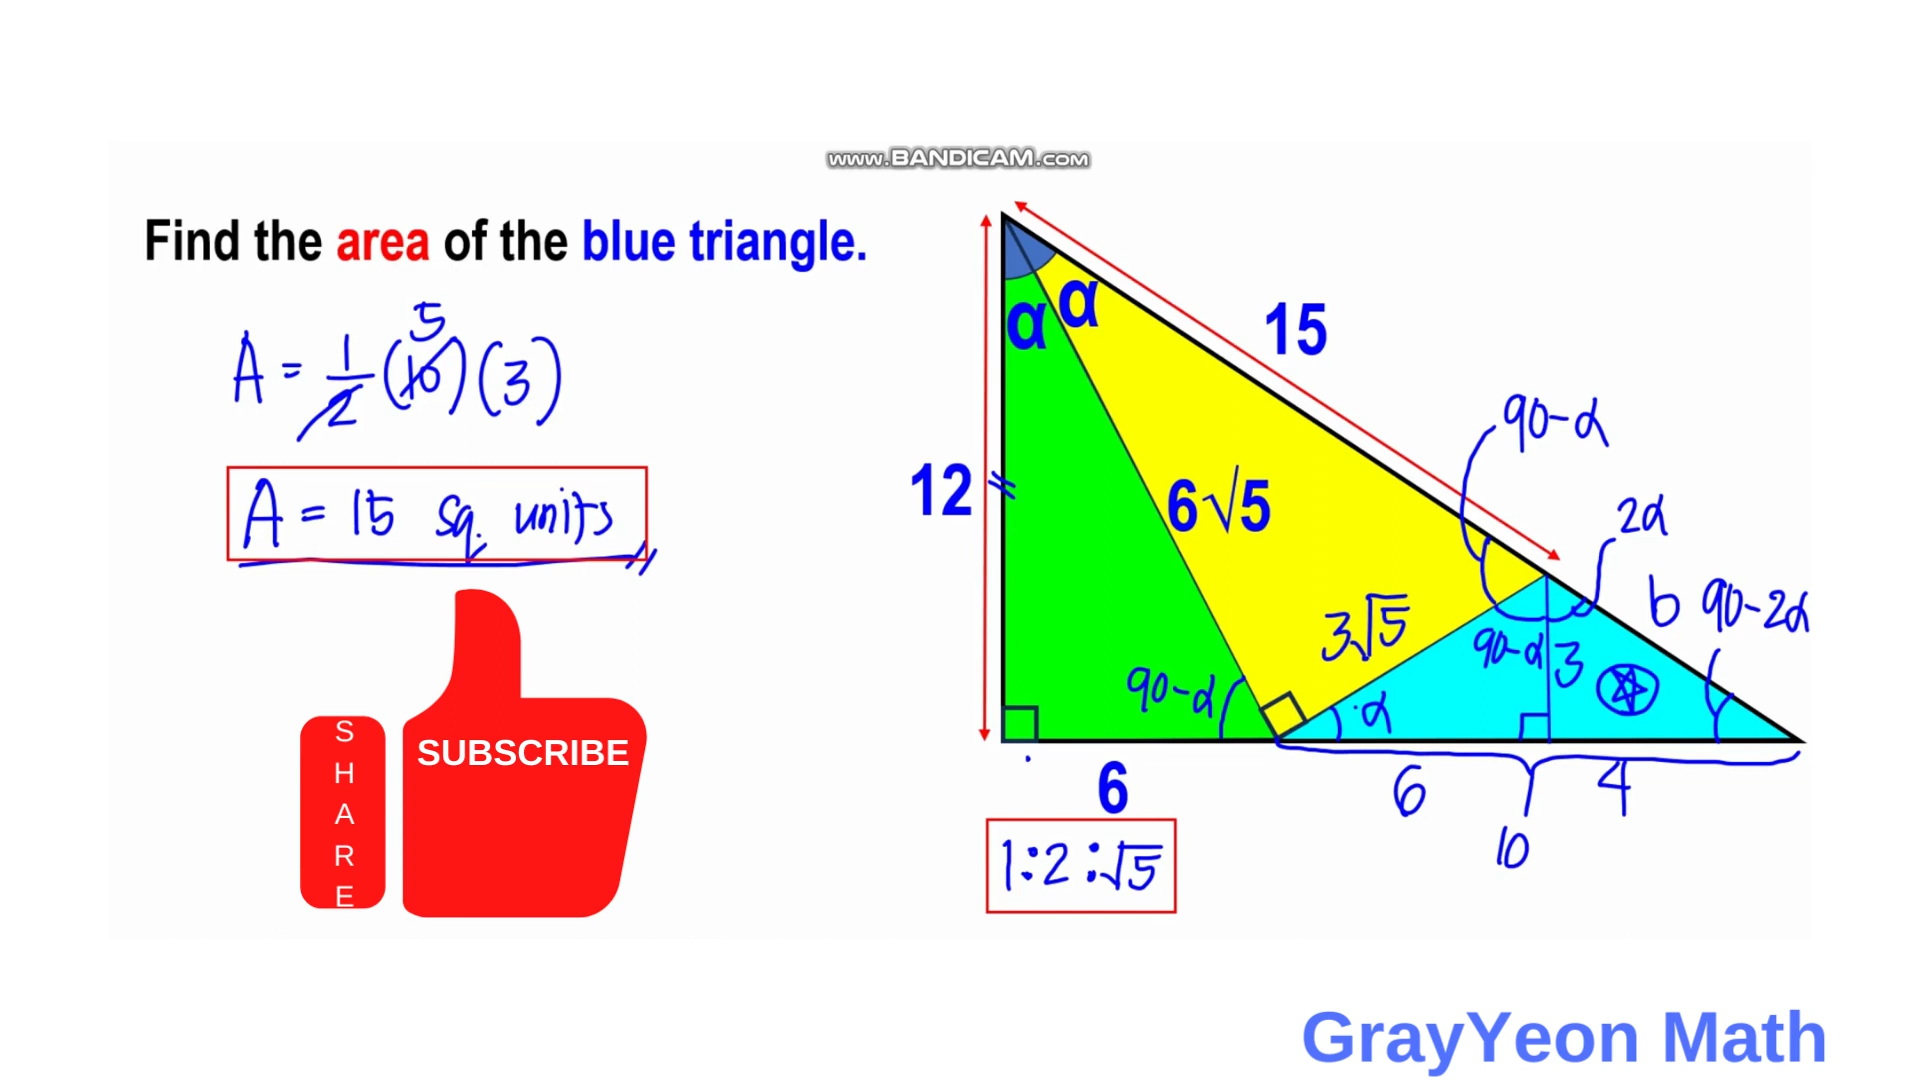 www.BANDICAM.com
Find the area of the blue triangle.
A = 1/2 (10) (3)
5
A = 15 sq. units
SHARE
SUBSCRIBE
α α
15
12
6√5
90-α
2α
b 90-2α
3√5
90-α
3
90-α
α
6
6
4
10
1:2:√5
GrayYeon Math